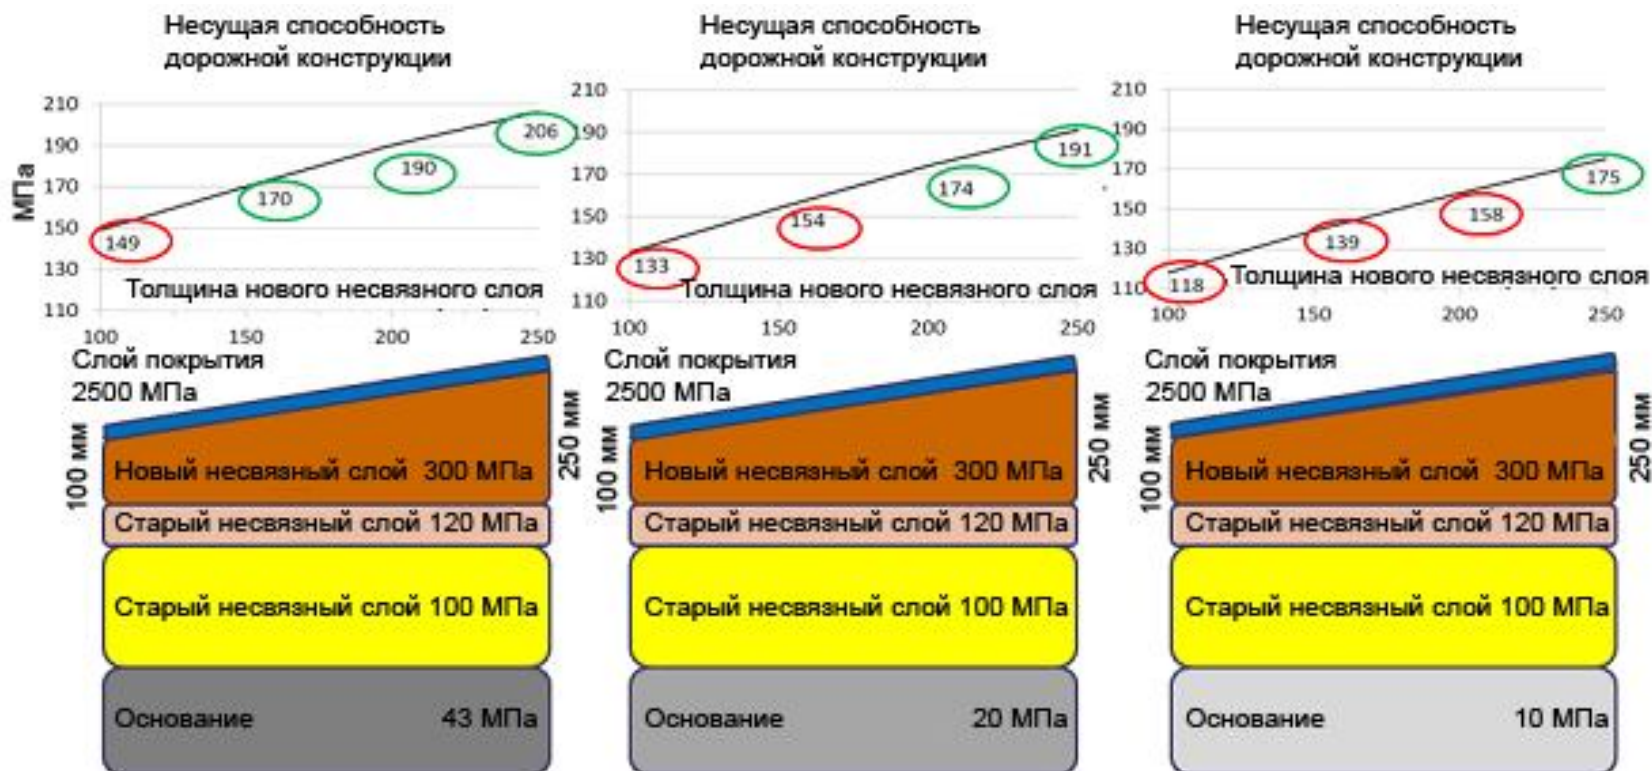 Несущая способность
дорожной конструкции
МПа
210
190
170
150
130
110
149
170
190
206
Толщина нового несвязного слоя
100
150
200
250
Слой покрытия
2500 МПа
100 мм
250 мм
Новый несвязный слой 300 МПа
Старый несвязный слой 120 МПа
Старый несвязный слой 100 МПа
Основание 43 МПа
Несущая способность
дорожной конструкции
210
190
170
150
130
110
133
154
174
191
Толщина нового несвязного слоя
100
150
200
250
Слой покрытия
2500 МПа
100 мм
250 мм
Новый несвязный слой 300 МПа
Старый несвязный слой 120 МПа
Старый несвязный слой 100 МПа
Основание 20 МПа
Несущая способность
дорожной конструкции
210
190
170
150
130
110
118
139
158
175
Толщина нового несвязного слоя
100
150
200
250
Слой покрытия
2500 МПа
100 мм
250 мм
Новый несвязный слой 300 МПа
Старый несвязный слой 120 МПа
Старый несвязный слой 100 МПа
Основание 10 МПа